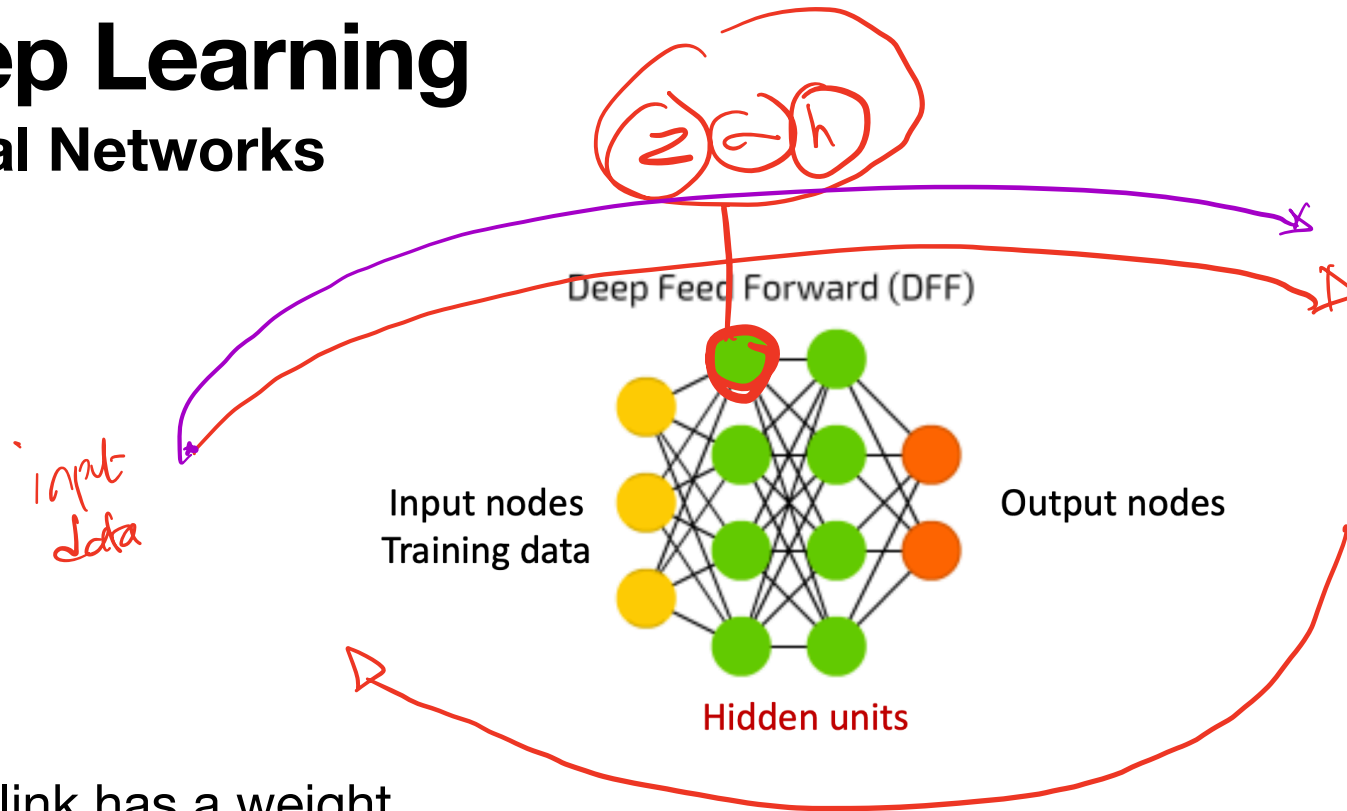 ep Learning
al Networks
z σ h
Deep Feed Forward (DFF)
input
data
Input nodes
Training data
Output nodes
Hidden units
link has a weight